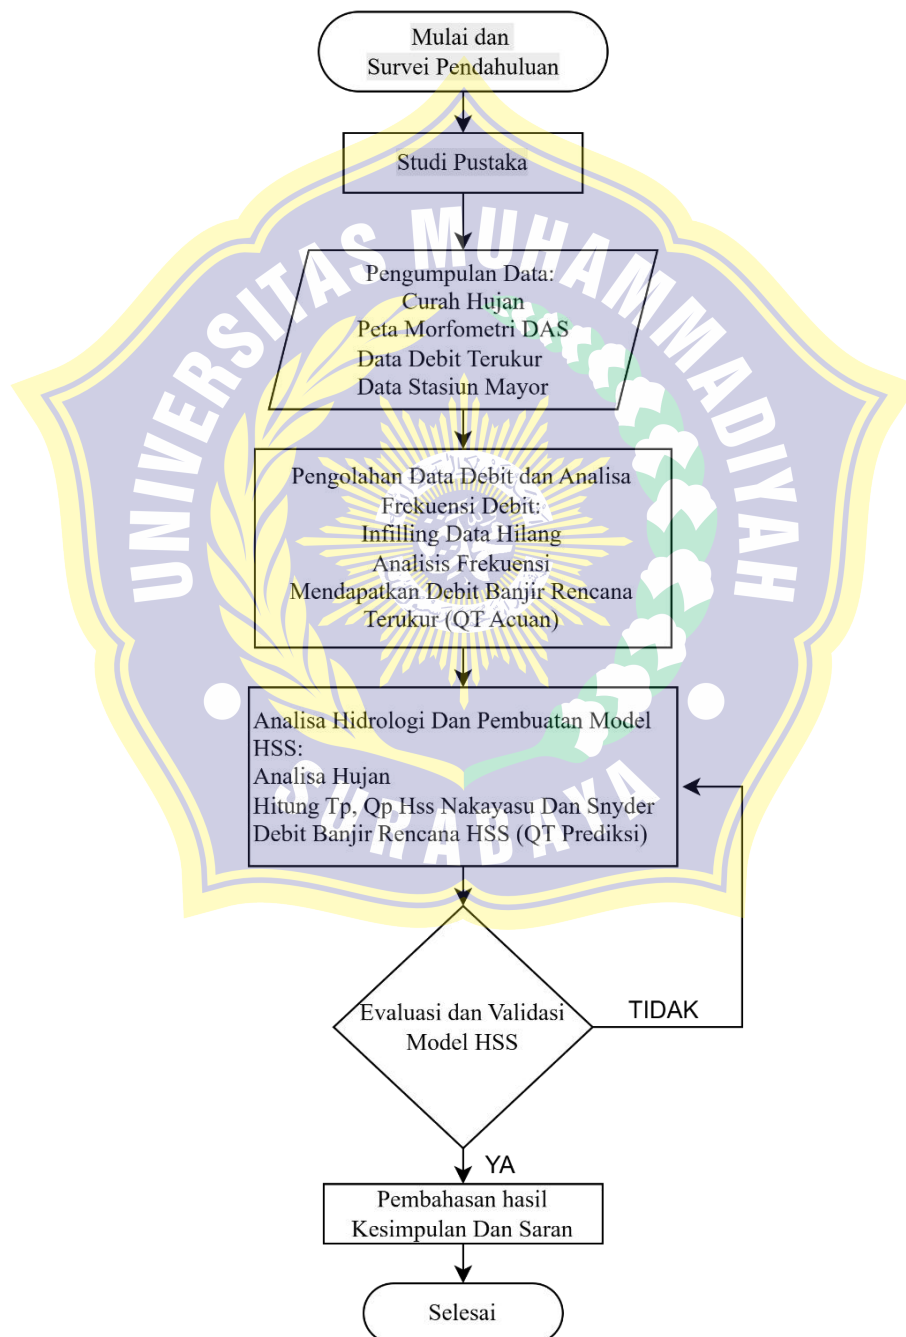 Mulai dan
Survei Pendahuluan
Studi Pustaka
UNIVERSITAS MUHAMMADIYAH
Pengumpulan Data:
Curah Hujan
Peta Morfometri DAS
Data Debit Terukur
Data Stasiun Mayor
Pengolahan Data Debit dan Analisa
Frekuensi Debit:
Infilling Data Hilang
Analisis Frekuensi
Mendapatkan Debit Banjir Rencana
Terukur (QT Acuan)
Analisa Hidrologi Dan Pembuatan Model
HSS:
Analisa Hujan
Hitung Tp, Qp Hss Nakayasu Dan Snyder
Debit Banjir Rencana HSS (QT Prediksi)
SURABAYA
Evaluasi dan Validasi
Model HSS
TIDAK
YA
Pembahasan hasil
Kesimpulan Dan Saran
Selesai